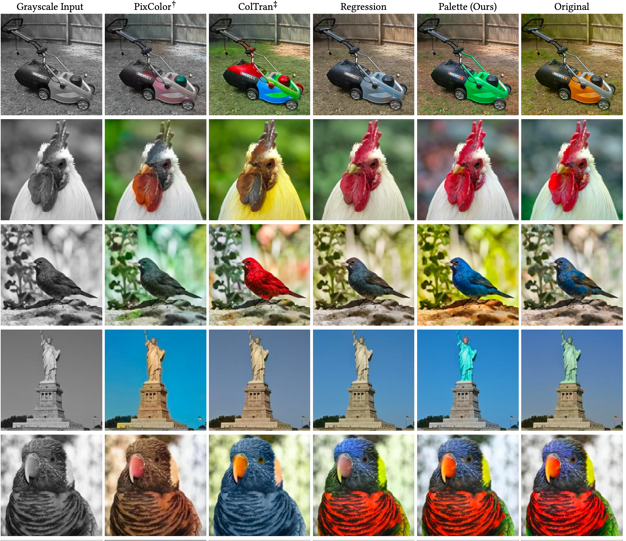 Grayscale Input PixColor† ColTran‡ Regression Palette (Ours) Original